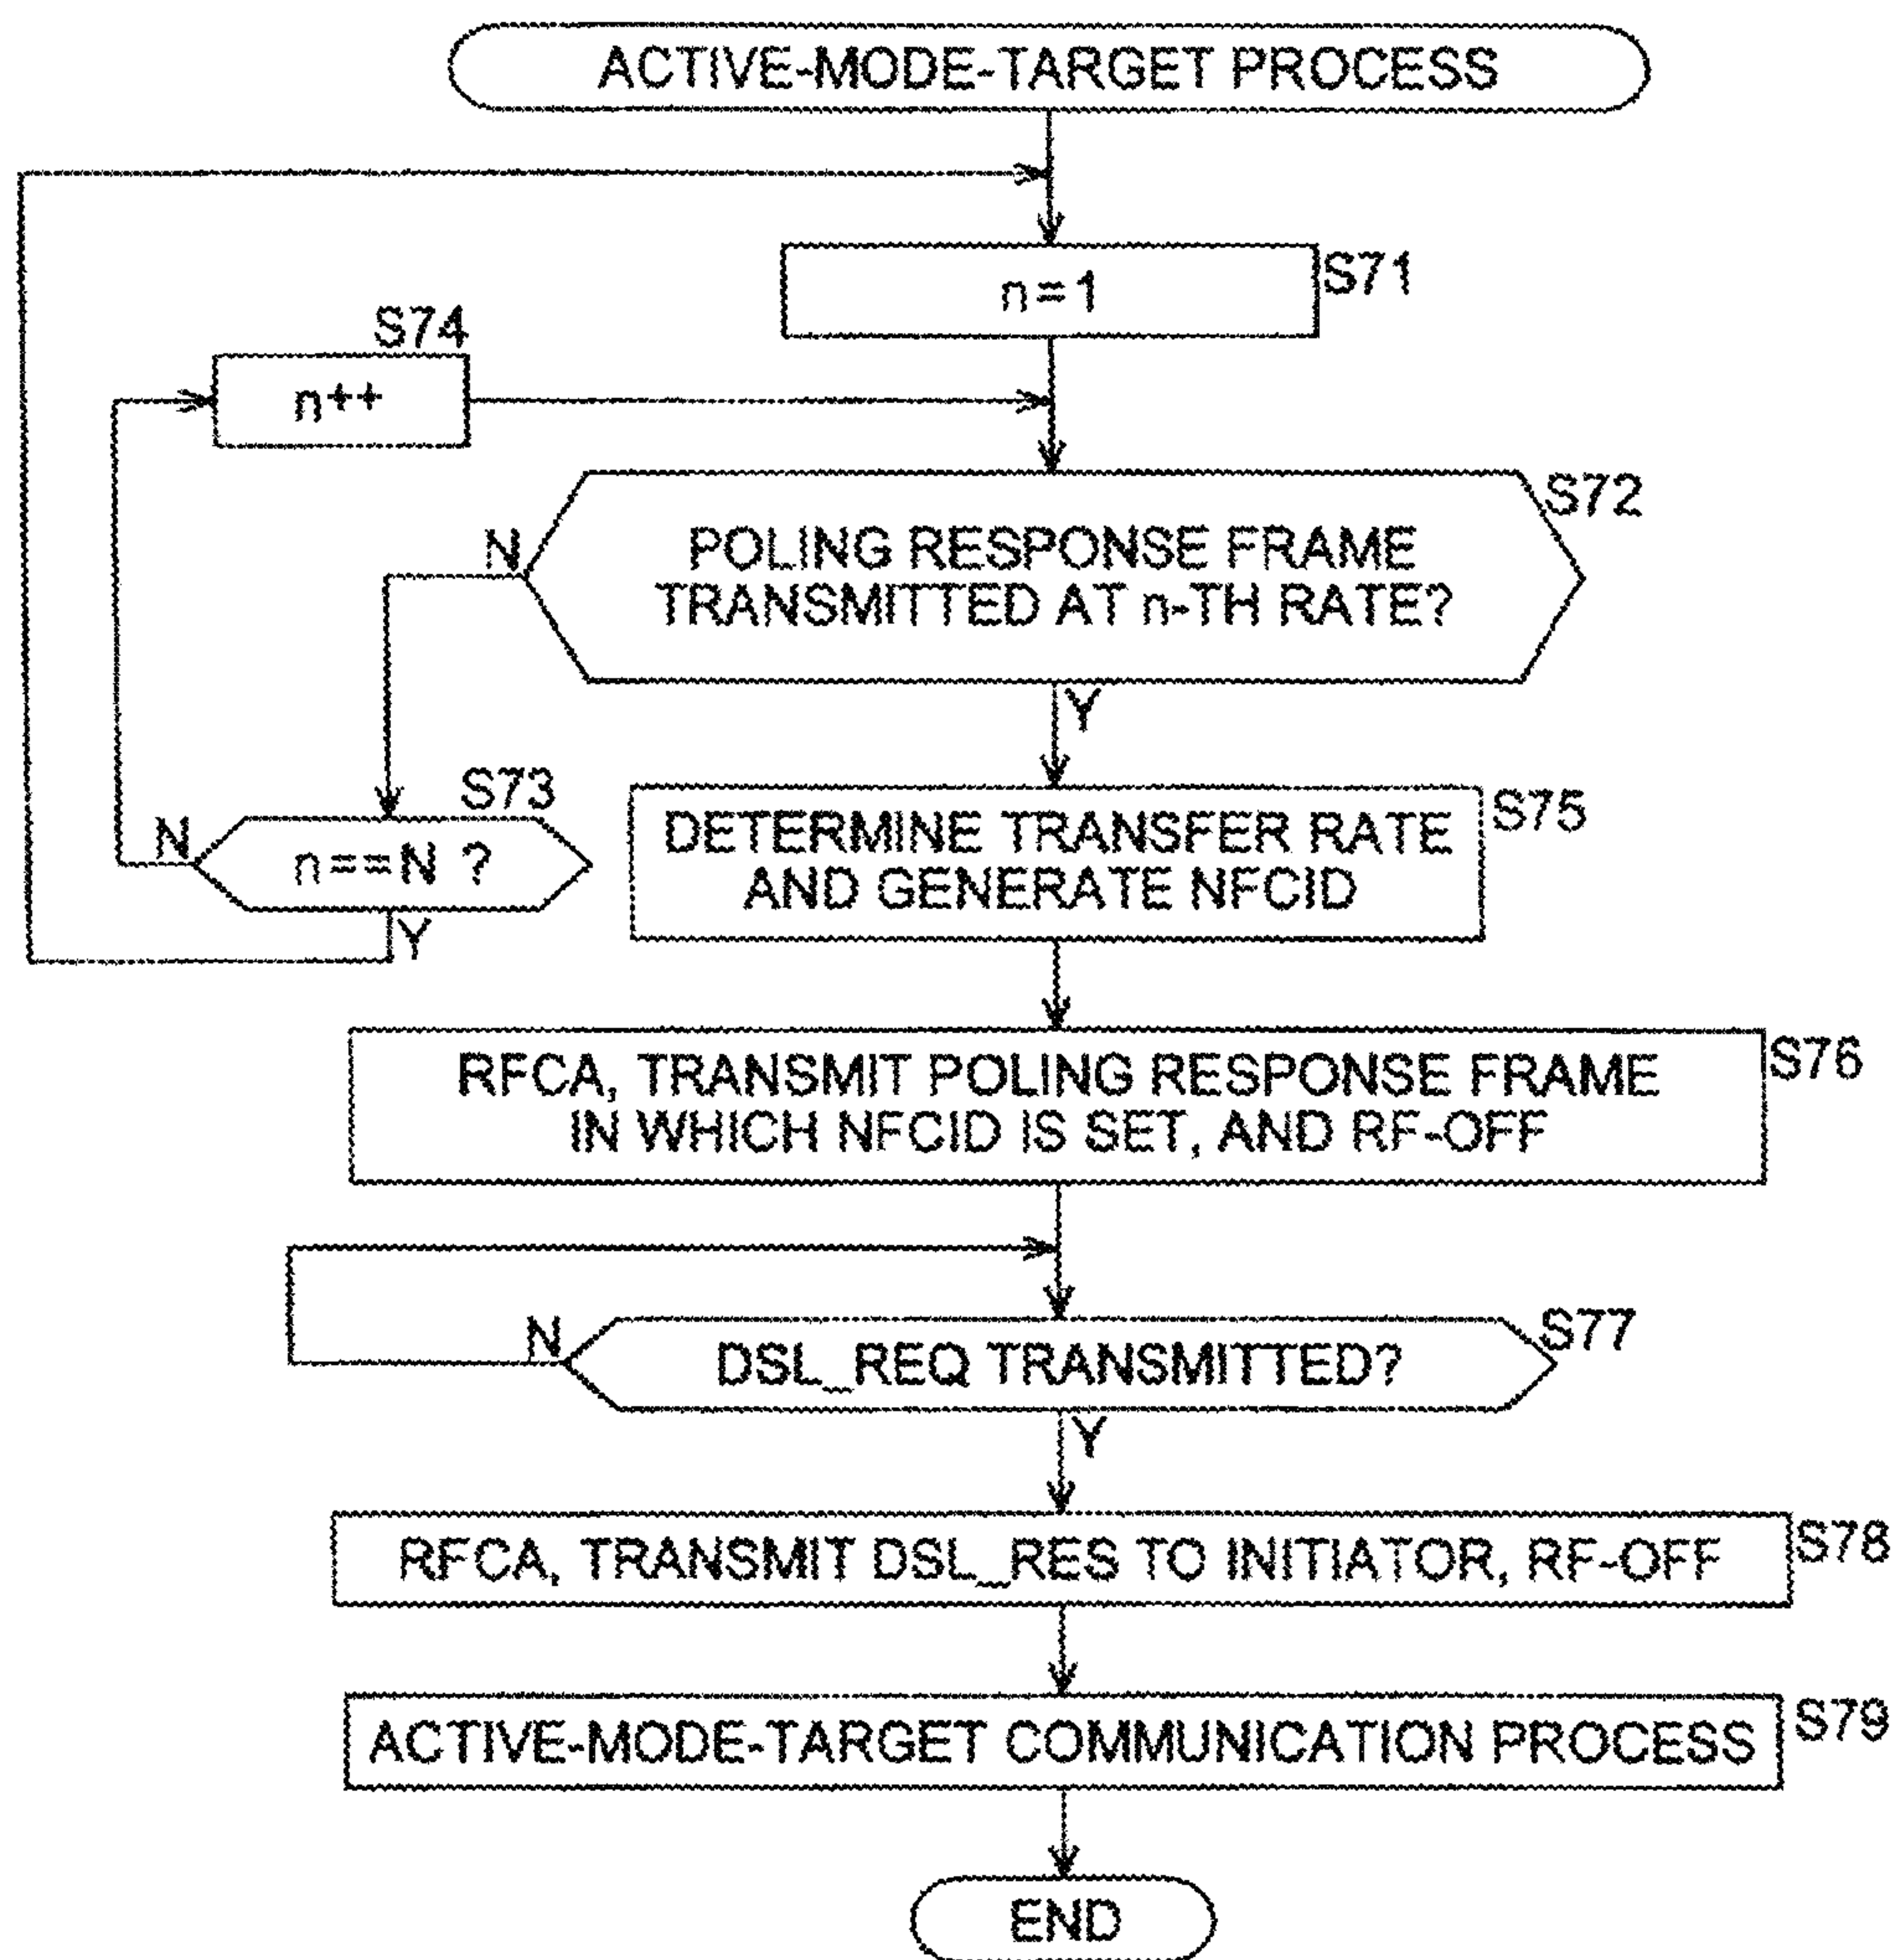 ACTIVE-MODE-TARGET PROCESS
n=1
S71
S74
n++
S72
N
POLING RESPONSE FRAME
TRANSMITTED AT n-TH RATE?
Y
S73
N
n==N ?
Y
S75
DETERMINE TRANSFER RATE
AND GENERATE NFCID
S76
RFCA, TRANSMIT POLING RESPONSE FRAME
IN WHICH NFCID IS SET, AND RF-OFF
S77
N
DSL_REQ TRANSMITTED?
Y
S78
RFCA, TRANSMIT DSL_RES TO INITIATOR, RF-OFF
S79
ACTIVE-MODE-TARGET COMMUNICATION PROCESS
END